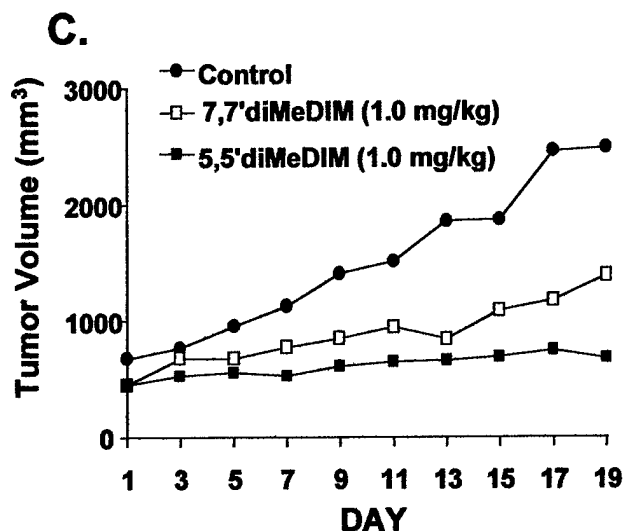 C.
Control
7,7'diMeDIM (1.0 mg/kg)
5,5'diMeDIM (1.0 mg/kg)
Tumor Volume (mm³)
3000
2000
1000
0
1 3 5 7 9 11 13 15 17 19
DAY